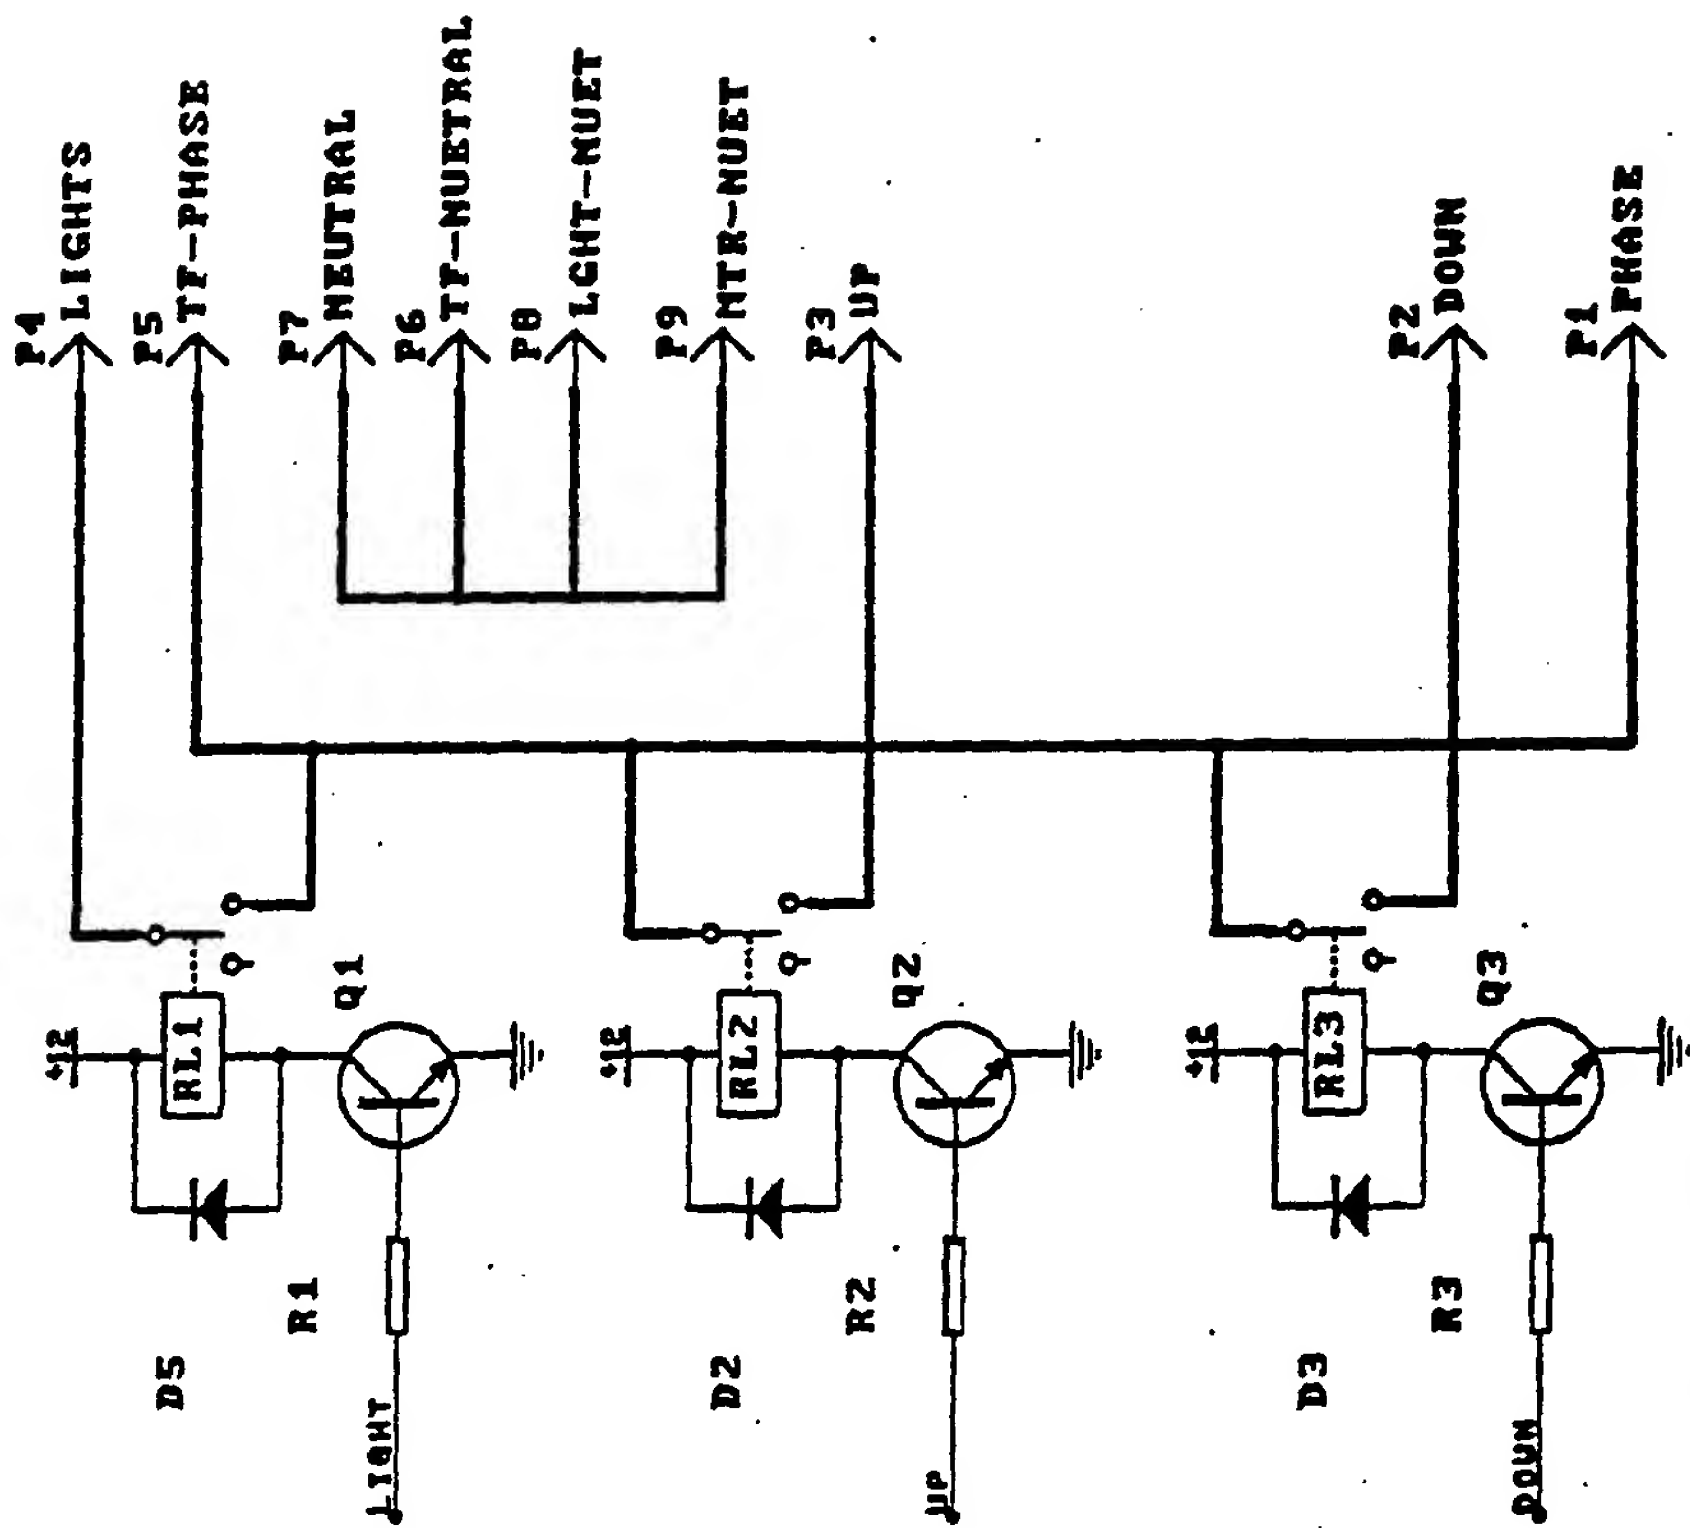 P4
LIGHTS
P5
TF-PHASE
P7
NEUTRAL
P6
TF-NUETRAL
P8
LGHT-NUET
P9
MTR-NUET
P3
UP
P2
DOWN
P1
PHASE
+12
RL1
Q1
D5
R1
LIGHT
+12
RL2
Q2
D2
R2
UP
+12
RL3
Q3
D3
R3
DOWN